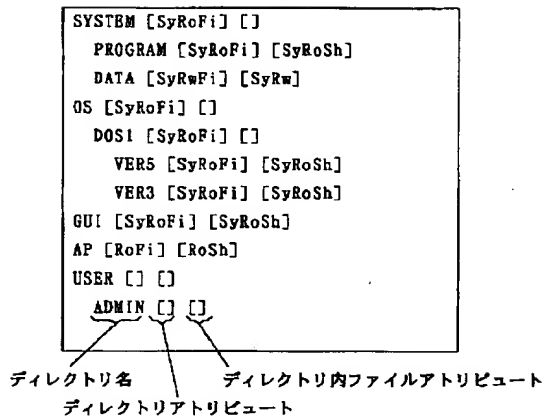 SYSTEM [SyRoFi] []
PROGRAM [SyRoFi] [SyRoSh]
DATA [SyRwFi] [SyRw]
OS [SyRoFi] []
DOS1 [SyRoFi] []
VER5 [SyRoFi] [SyRoSh]
VER3 [SyRoFi] [SyRoSh]
GUI [SyRoFi] [SyRoSh]
AP [RoFi] [RoSh]
USER [] []
ADMIN [] []
ディレクトリ名 ディレクトリ内ファイルアトリビュート
ディレクトリアトリビュート